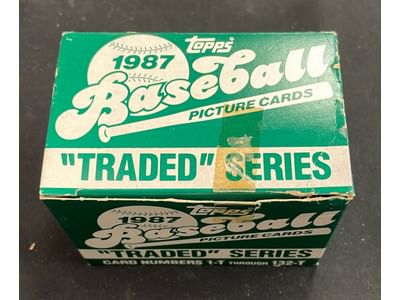 topps®
1987
Baseball
PICTURE CARDS
"TRADED" SERIES
topps®
1987
Baseball
PICTURE CARDS
"TRADED" SERIES
CARD NUMBERS 1-T THROUGH 132-T